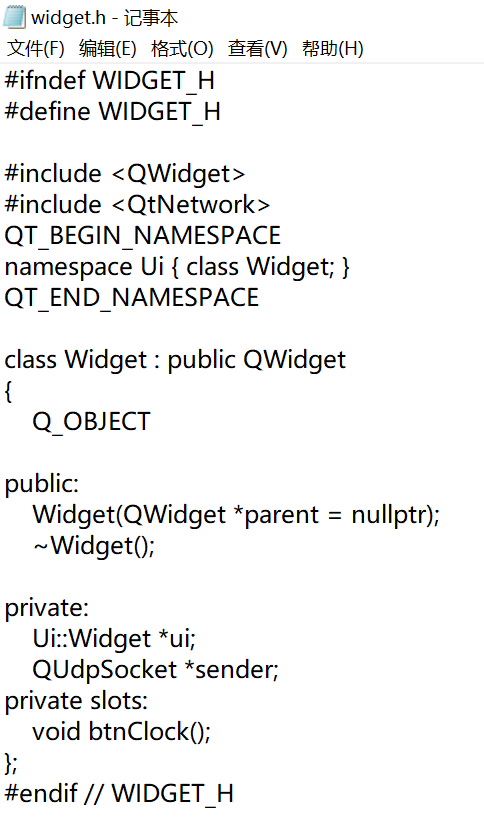 widget.h - 记事本
文件(F) 编辑(E) 格式(O) 查看(V) 帮助(H)
#ifndef WIDGET_H
#define WIDGET_H
#include <QWidget>
#include <QtNetwork>
QT_BEGIN_NAMESPACE
namespace Ui { class Widget; }
QT_END_NAMESPACE
class Widget : public QWidget
{
    Q_OBJECT
public:
    Widget(QWidget *parent = nullptr);
    ~Widget();
private:
    Ui::Widget *ui;
    QUdpSocket *sender;
private slots:
    void btnClock();
};
#endif // WIDGET_H